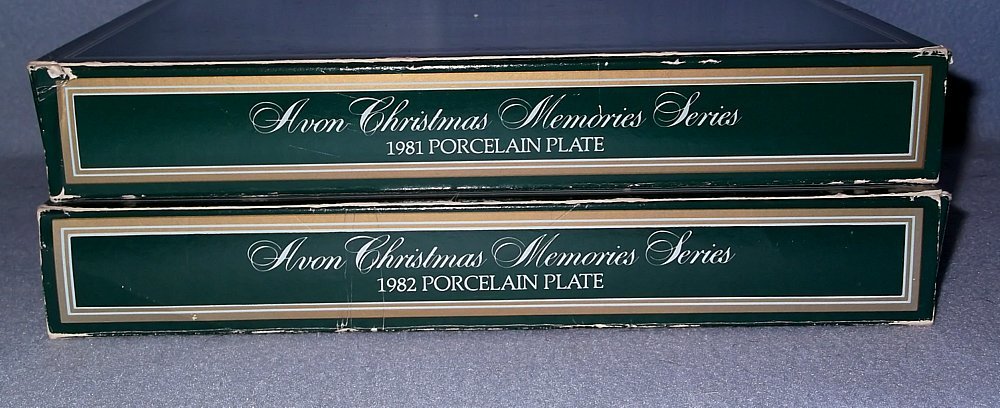 Avon Christmas Memories Series
1981 PORCELAIN PLATE
Avon Christmas Memories Series
1982 PORCELAIN PLATE